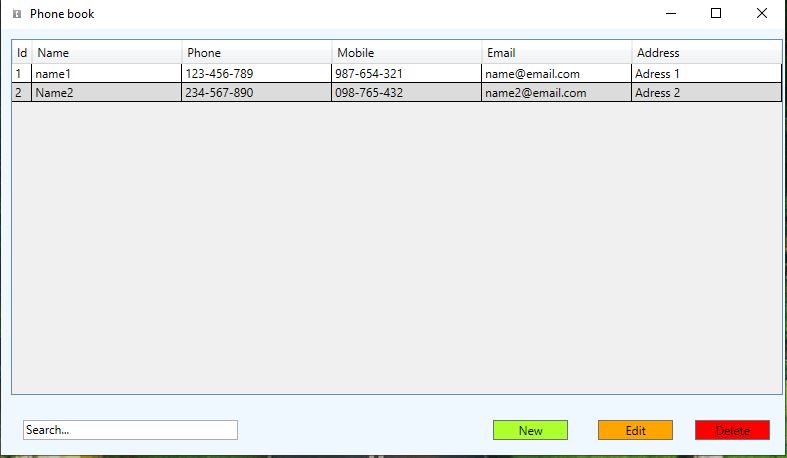 Phone book
Id Name Phone Mobile Email Address
1 name1 123-456-789 987-654-321 name@email.com Adress 1
2 Name2 234-567-890 098-765-432 name2@email.com Adress 2
Search... New Edit Delete